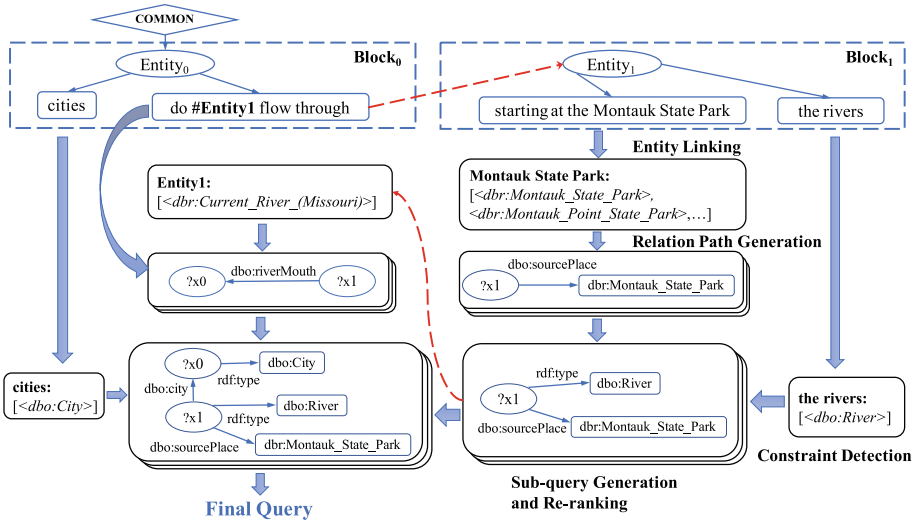 COMMON
Block0
Entity0
cities
do #Entity1 flow through
Block1
Entity1
starting at the Montauk State Park
the rivers
Entity Linking
Entity1:
[<dbr:Current_River_(Missouri)>]
Montauk State Park:
[<dbr:Montauk_State_Park>,
<dbr:Montauk_Point_State_Park>,…]
Relation Path Generation
?x0
dbo:riverMouth
?x1
dbo:sourcePlace
?x1
dbr:Montauk_State_Park
cities:
[<dbo:City>]
?x0
dbo:City
rdf:type
dbo:city
?x1
dbo:River
rdf:type
dbo:sourcePlace
dbr:Montauk_State_Park
rdf:type
dbo:River
?x1
dbo:sourcePlace
dbr:Montauk_State_Park
the rivers:
[<dbo:River>]
Constraint Detection
Sub-query Generation
and Re-ranking
Final Query